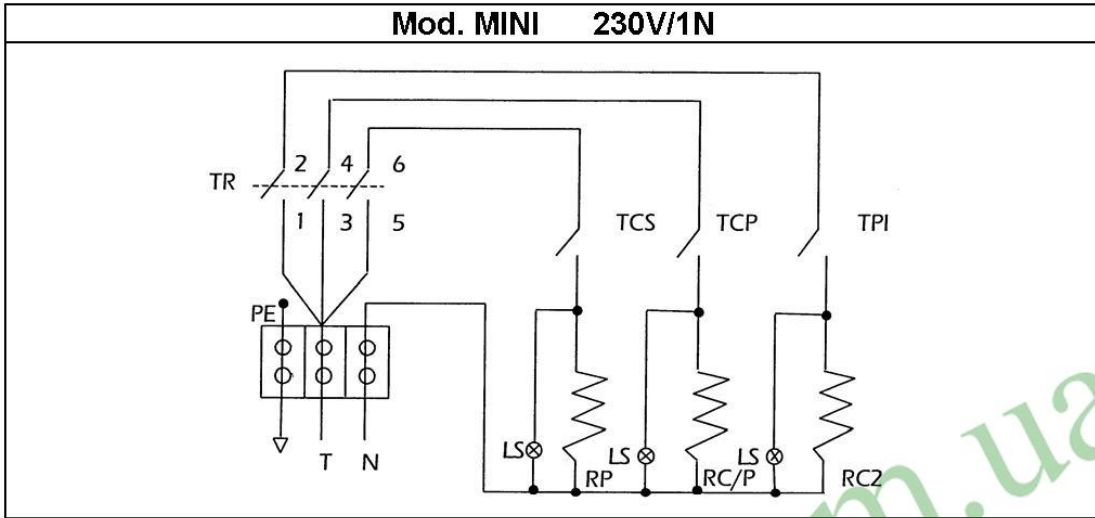 Mod. MINI 230V/1N
2 4 6
TR
1 3 5
TCS TCP TPI
PE
LS LS LS
RP RC/P RC2
T N
m.ua